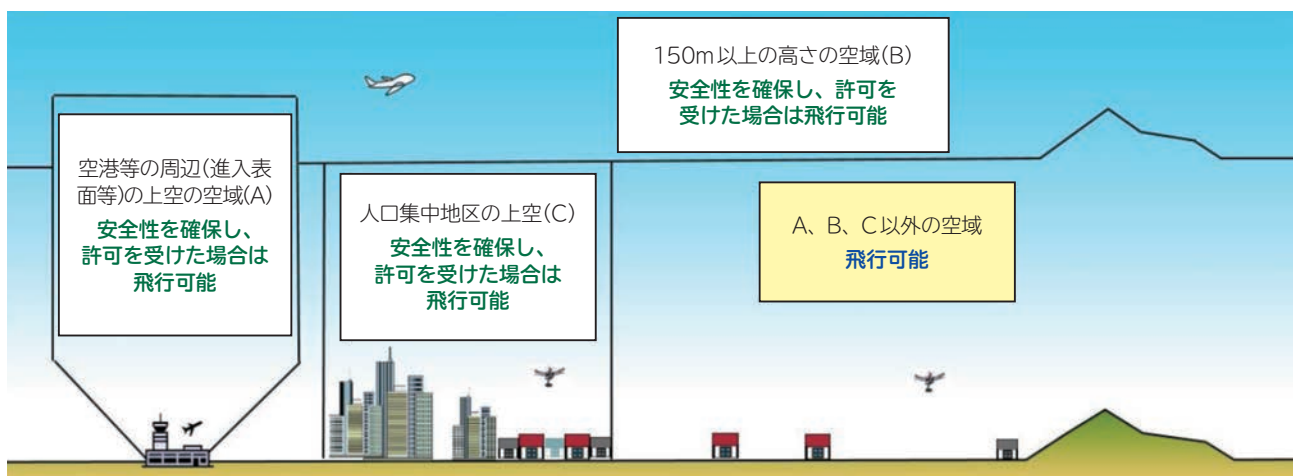 150m以上の高さの空域(B)
安全性を確保し、許可を
受けた場合は飛行可能
空港等の周辺(進入表
面等)の上空の空域(A)
安全性を確保し、
許可を受けた場合は
飛行可能
人口集中地区の上空(C)
安全性を確保し、
許可を受けた場合は
飛行可能
A、B、C以外の空域
飛行可能